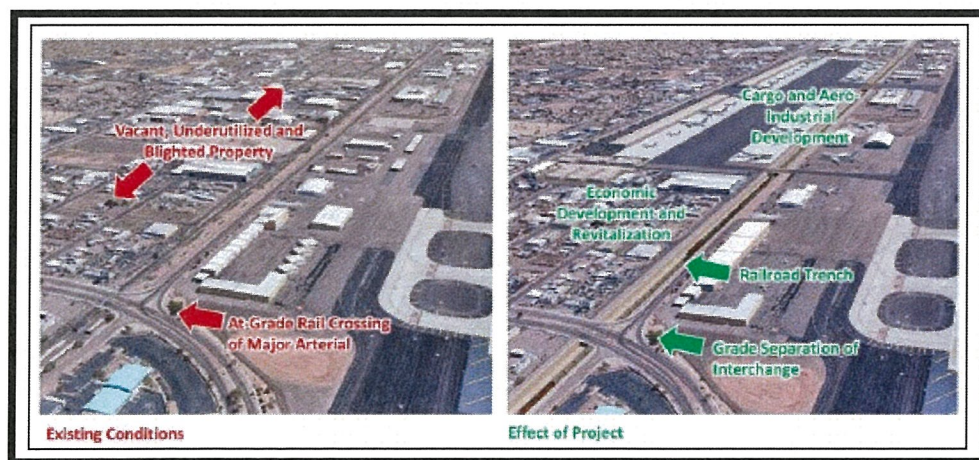 Vacant, Underutilized and
Blighted Property
At-Grade Rail Crossing
of Major Arterial
Existing Conditions
Cargo and Aero-
Industrial
Development
Economic
Development and
Revitalization
Railroad Trench
Grade Separation of
Interchange
Effect of Project